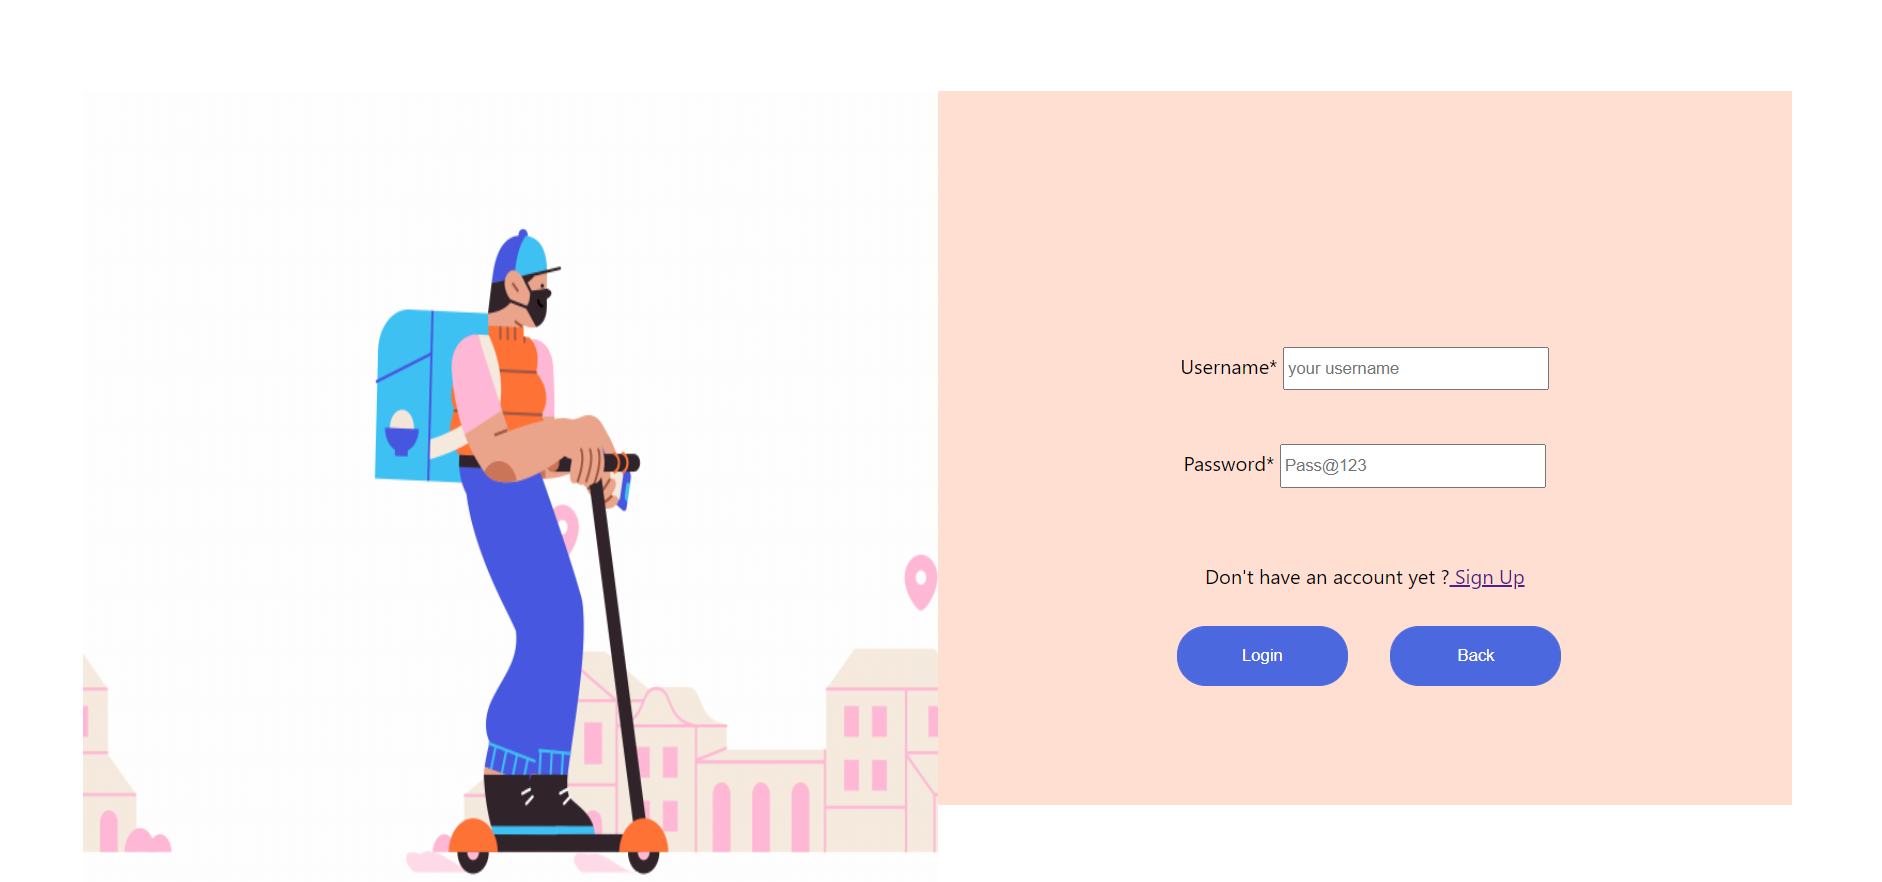 Username* your username
Password* Pass@123
Don't have an account yet ? Sign Up
Login Back